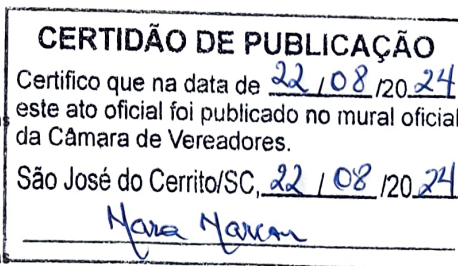 CERTIDÃO DE PUBLICAÇÃO
Certifico que na data de 22/08/2024
este ato oficial foi publicado no mural oficial
da Câmara de Vereadores.
São José do Cerrito/SC, 22/08/2024
Mara